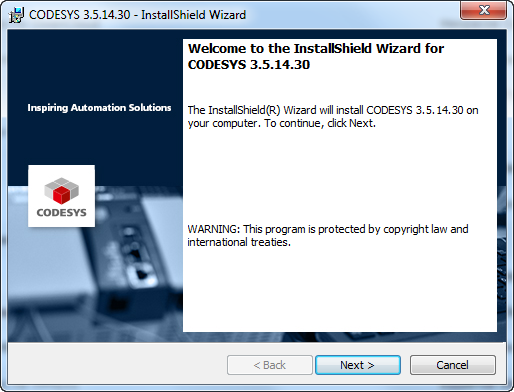 CODESYS 3.5.14.30 - InstallShield Wizard
Welcome to the InstallShield Wizard for
CODESYS 3.5.14.30
Inspiring Automation Solutions
The InstallShield(R) Wizard will install CODESYS 3.5.14.30 on
your computer. To continue, click Next.
CODESYS
WARNING: This program is protected by copyright law and
international treaties.
< Back
Next >
Cancel